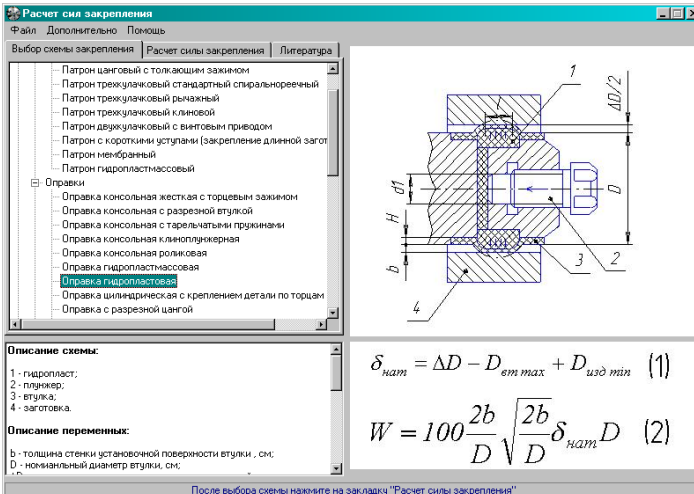 Расчет сил закрепления
Файл Дополнительно Помощь
Выбор схемы закрепления Расчет силы закрепления Литература
Патрон цанговый с толкающим зажимом
Патрон трехкулачковый стандартный спиральнореечный
Патрон трехкулачковый рычажный
Патрон трехкулачковый клиновой
Патрон двухкулачковый с винтовым приводом
Патрон с короткими уступами (закрепление длинной загот
Патрон мембранный
Патрон гидропластмассовый
Оправки
Оправка консольная жесткая с торцевым зажимом
Оправка консольная с разрезной втулкой
Оправка консольная с тарельчатыми пружинами
Оправка консольная клиноплунжерная
Оправка консольная роликовая
Оправка гидропластмассовая
Оправка гидропластовая
Оправка цилиндрическая с креплением детали по торцам
Оправка с разрезной цангой
l
1
ΔD/2
d1
D
H
b
3
2
4
Описание схемы:
1 - гидропласт;
2 - плунжер;
3 - втулка;
4 - заготовка.
Описание переменных:
b - толщина стенки установочной поверхности втулки , см;
D - номианльный диаметр втулки, см;
δнат = ΔD − Dвт max + Dизд min (1)
W = 100 2b/D √(2b/D) δнат D (2)
После выбора схемы нажмите на закладку "Расчет силы закрепления"